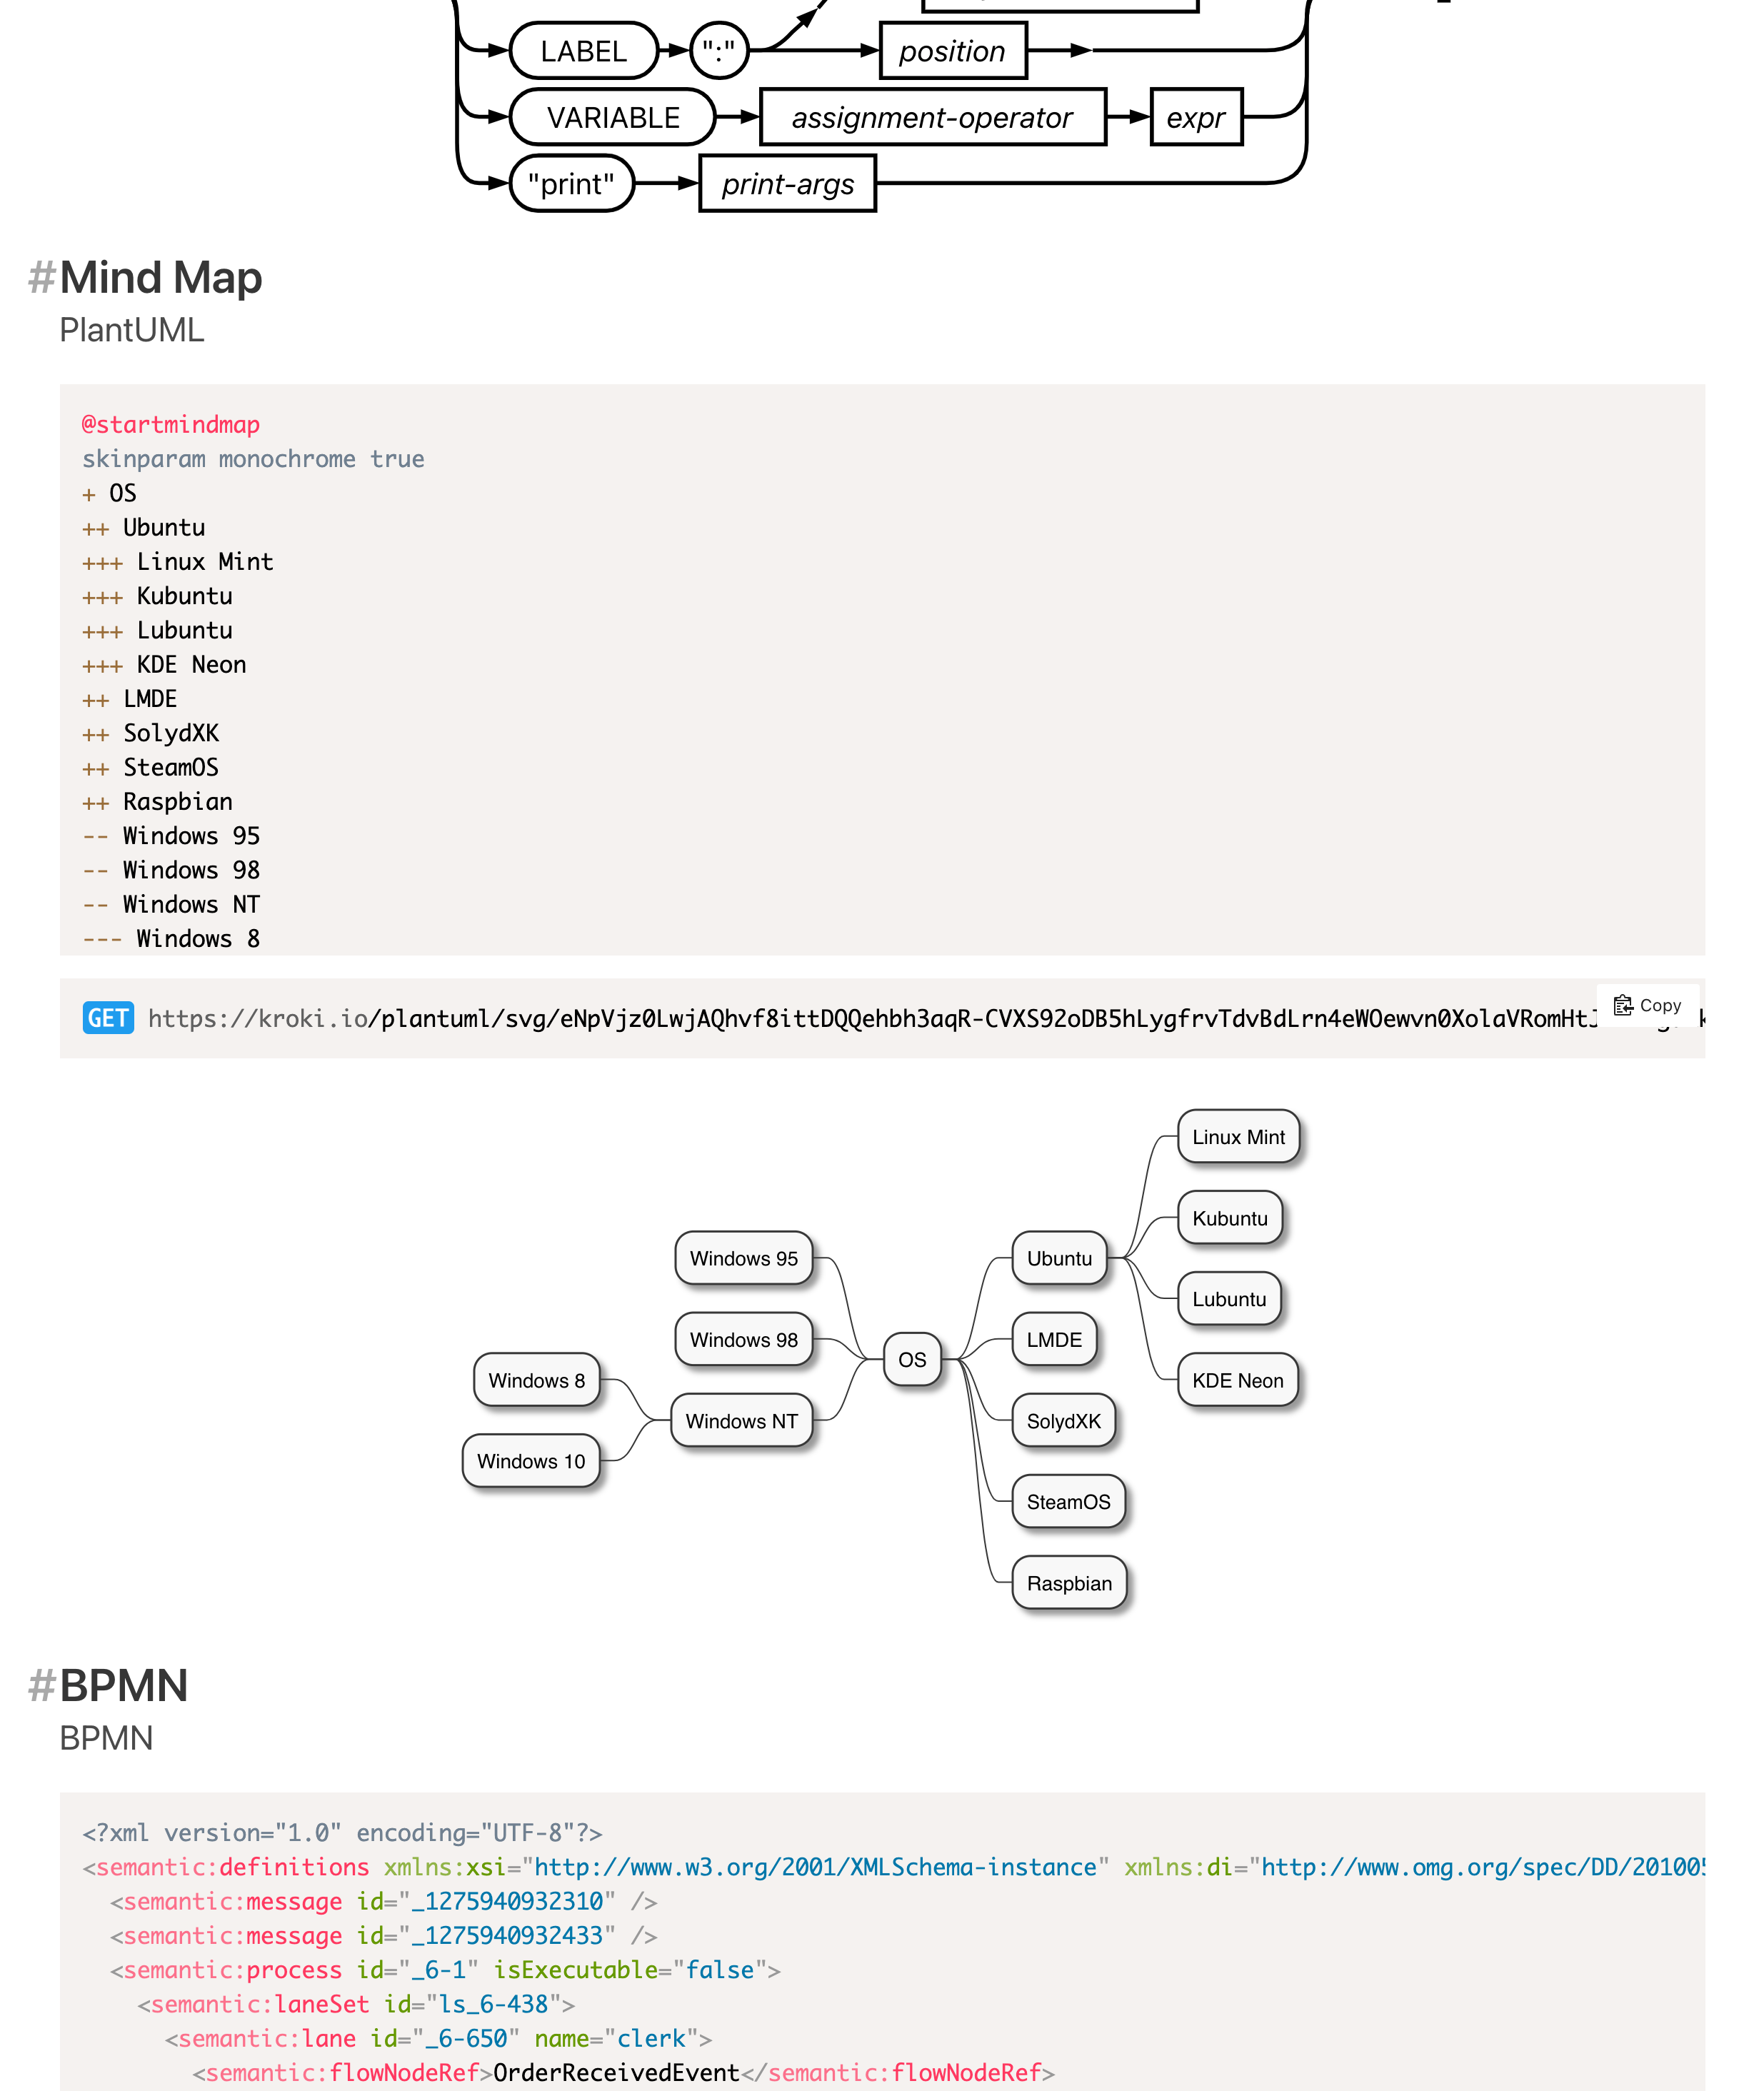 LABEL ":" position
VARIABLE assignment-operator expr
"print" print-args
#Mind Map
PlantUML
@startmindmap
skinparam monochrome true
+ OS
++ Ubuntu
+++ Linux Mint
+++ Kubuntu
+++ Lubuntu
+++ KDE Neon
++ LMDE
++ SolydXK
++ SteamOS
++ Raspbian
-- Windows 95
-- Windows 98
-- Windows NT
--- Windows 8
GET https://kroki.io/plantuml/svg/eNpVjz0LwjAQhvf8ittDQQehbh3aqR-CVXS92oDB5hLygfrvTdvBdLrn4eWOewvn0XolaVRomHt
Copy
Linux Mint
Kubuntu
Windows 95
Ubuntu
Lubuntu
Windows 98
LMDE
OS
Windows 8
KDE Neon
Windows NT
SolydXK
Windows 10
SteamOS
Raspbian
#BPMN
BPMN
<?xml version="1.0" encoding="UTF-8"?>
<semantic:definitions xmlns:xsi="http://www.w3.org/2001/XMLSchema-instance" xmlns:di="http://www.omg.org/spec/DD/201005
<semantic:message id="_1275940932310" />
<semantic:message id="_1275940932433" />
<semantic:process id="_6-1" isExecutable="false">
<semantic:laneSet id="ls_6-438">
<semantic:lane id="_6-650" name="clerk">
<semantic:flowNodeRef>OrderReceivedEvent</semantic:flowNodeRef>